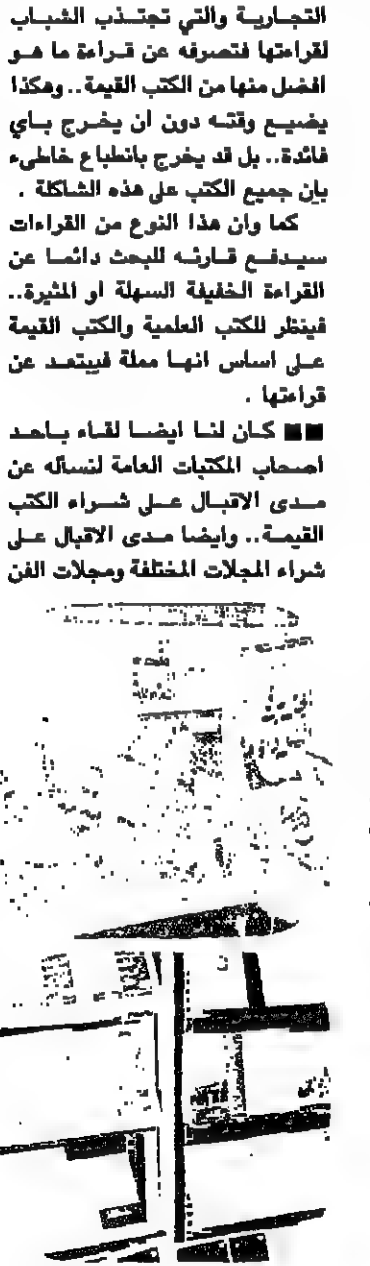 التجارية والتي تجتذب الشباب
لقراءتها فتصرفه عن قراءة ما هو
افضل منها من الكتب القيمة.. وهكذا
يضيع وقته دون ان يخرج باي
فائدة.. بل قد يخرج بانطباع خاطىء
بان جميع الكتب على هذه الشاكلة .
كما وان هذا النوع من القراءات
سيدفع قارئه للبحث دائما عن
القراءة الخفيفة السهلة او المثيرة..
فينظر للكتب العلمية والكتب القيمة
على اساس انها مملة فيبتعد عن
قراءتها .
■■ كان لنا ايضا لقاء باحد
اصحاب المكتبات العامة لنسأله عن
مدى الاقبال على شراء الكتب
القيمة.. وايضا مدى الاقبال على
شراء المجلات المختلفة ومجلات الفن